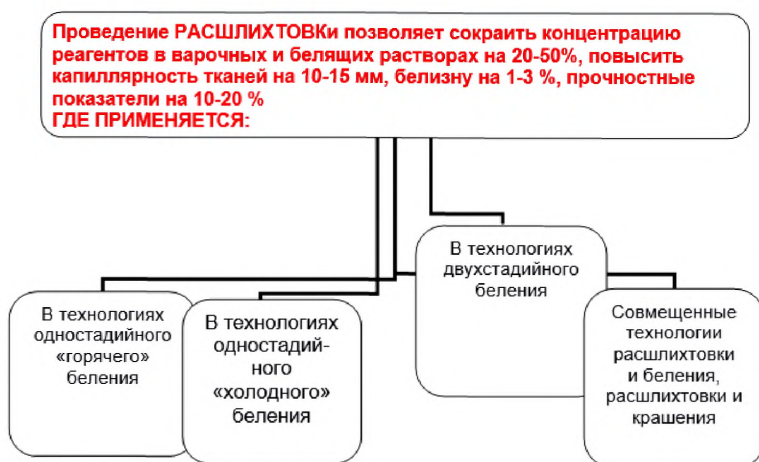 Проведение РАСШЛИХТОВКи позволяет сокраить концентрацию
реагентов в варочных и белящих растворах на 20-50%, повысить
капиллярность тканей на 10-15 мм, белизну на 1-3 %, прочностные
показатели на 10-20 %
ГДЕ ПРИМЕНЯЕТСЯ:
В технологиях
одностадийного
«горячего»
беления
В технологиях
одностадий-
ного
«холодного»
беления
В технологиях
двухстадийного
беления
Совмещенные
технологии
расшлихтовки
и беления,
расшлихтовки и
крашения